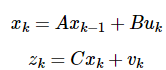 x_k = Ax_{k-1} + Bu_k
z_k = Cx_k + v_k